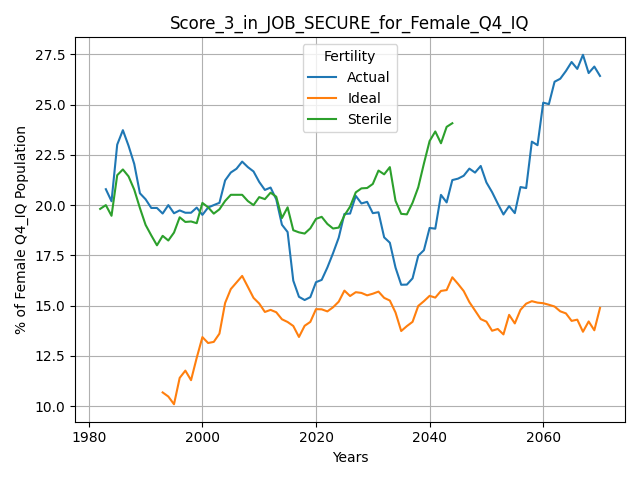 Score_3_in_JOB_SECURE_for_Female_Q4_IQ
Fertility
Actual
Ideal
Sterile
% of Female Q4_IQ Population
27.5
25.0
22.5
20.0
17.5
15.0
12.5
10.0
1980 2000 2020 2040 2060
Years